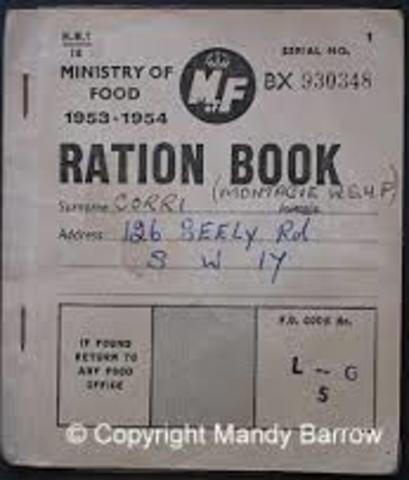 R.B.1
16
SERIAL NO.
1
MINISTRY OF
FOOD
1953-1954
MF
BX 930348
RATION BOOK
Surname CORRI (MONTAGUE W.G.H.P)
Address 126 SEELY Rd
S W 17
IF FOUND
RETURN TO
ANY FOOD
OFFICE
F.O. CODE No.
L -- G
5
© Copyright Mandy Barrow